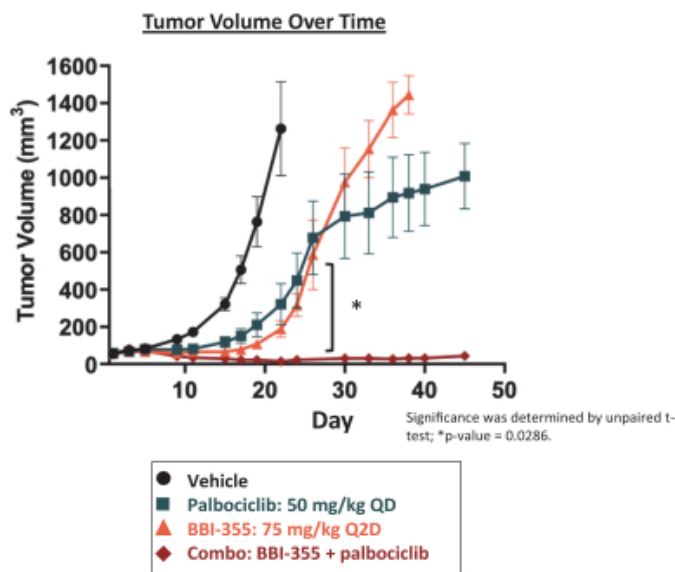 Tumor Volume Over Time
Tumor Volume (mm³)
1600
1400
1200
1000
800
600
400
200
0
*
10
20
30
40
50
Day
Significance was determined by unpaired t-
test; *p-value = 0.0286.
Vehicle
Palbociclib: 50 mg/kg QD
BBI-355: 75 mg/kg Q2D
Combo: BBI-355 + palbociclib